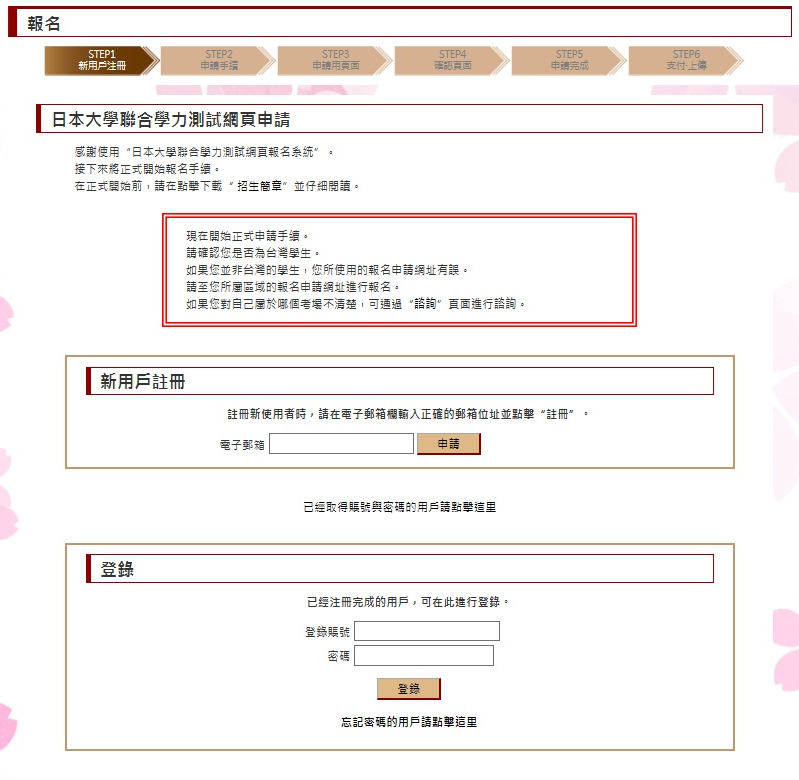 報名
STEP1
新用戶註冊
STEP2
申請手續
STEP3
申請用頁面
STEP4
確認頁面
STEP5
申請完成
STEP6
支付·上傳
日本大學聯合學力測試網頁申請
感謝使用“日本大學聯合學力測試網頁報名系統”。
接下來將正式開始報名手續。
在正式開始前，請在點擊下載“ 招生簡章”並仔細閱讀。
現在開始正式申請手續。
請確認您是否為台灣學生。
如果您並非台灣的學生，您所使用的報名申請網址有誤。
請至您所屬區域的報名申請網址進行報名。
如果您對自己屬於哪個考場不清楚，可通過“諮詢”頁面進行諮詢。
新用戶註冊
註冊新使用者時，請在電子郵箱欄輸入正確的郵箱位址並點擊“註冊”。
電子郵箱 申請
已經取得賬號與密碼的用戶請點擊這里
登錄
已經注冊完成的用戶，可在此進行登錄。
登錄賬號
密碼
登錄
忘記密碼的用戶請點擊這里